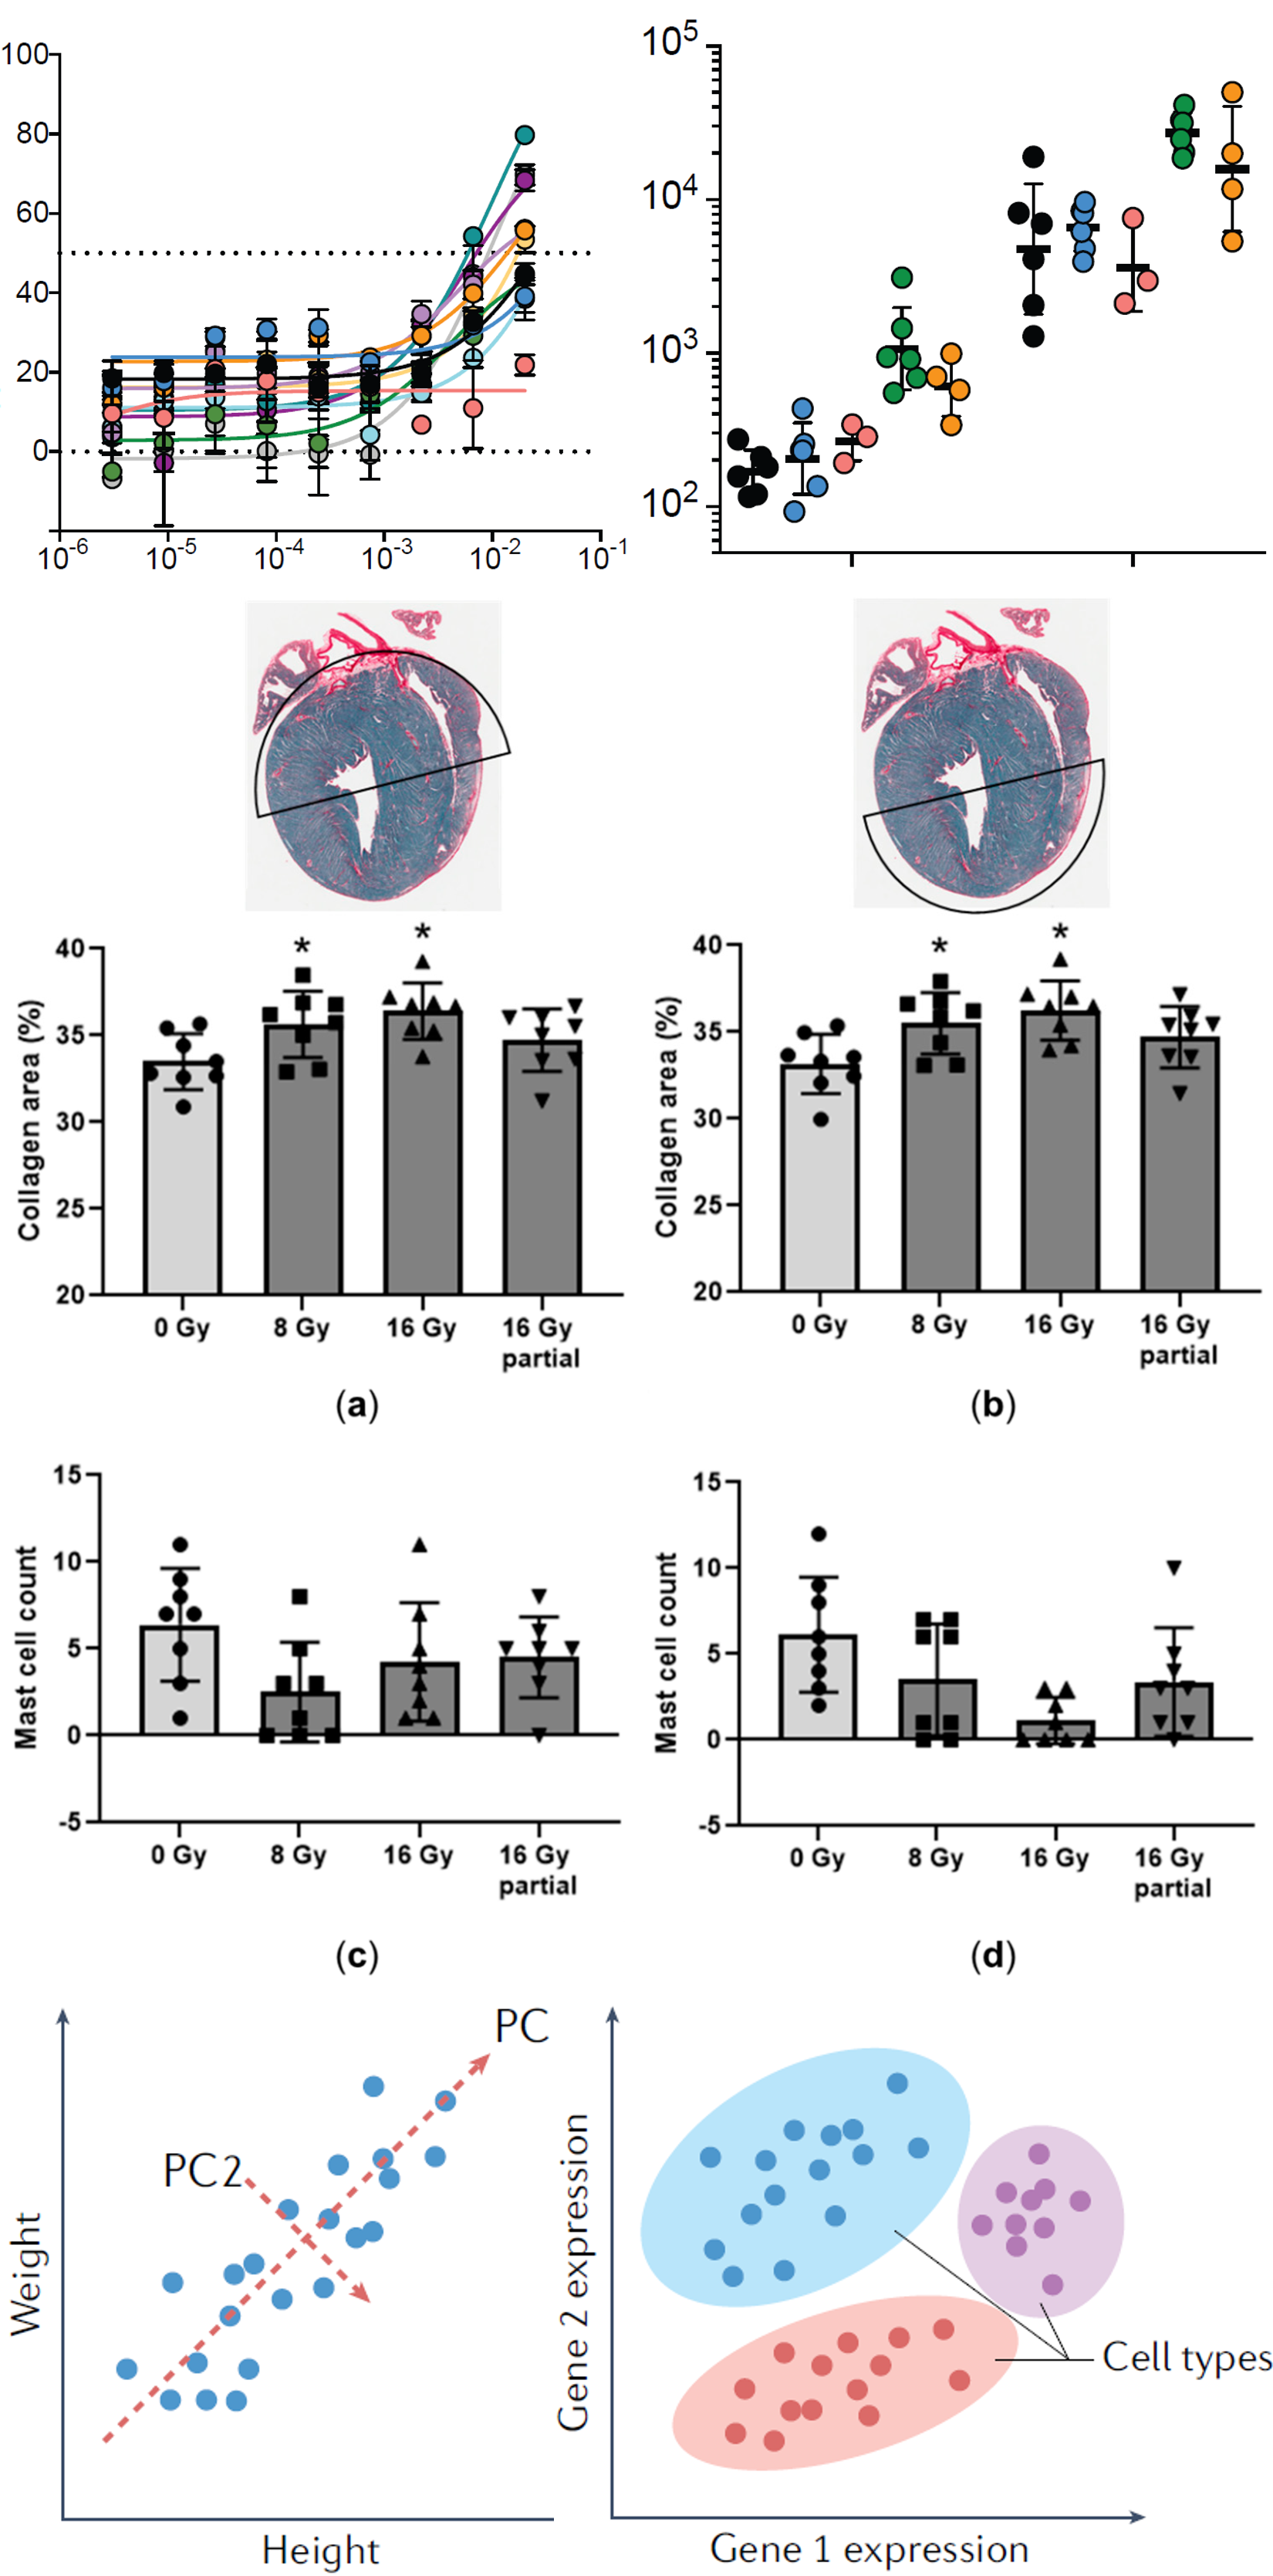 100
80
60
40
20
0
10-6 10-5 10-4 10-3 10-2 10-1
105
104
103
102
* *
40
35
30
25
20
Collagen area (%)
0 Gy 8 Gy 16 Gy 16 Gy partial
(a)
* *
40
35
30
25
20
Collagen area (%)
0 Gy 8 Gy 16 Gy 16 Gy partial
(b)
15
10
5
0
-5
Mast cell count
0 Gy 8 Gy 16 Gy 16 Gy partial
(c)
15
10
5
0
-5
Mast cell count
0 Gy 8 Gy 16 Gy 16 Gy partial
(d)
PC
PC2
Weight
Height
Gene 2 expression
Cell types
Gene 1 expression